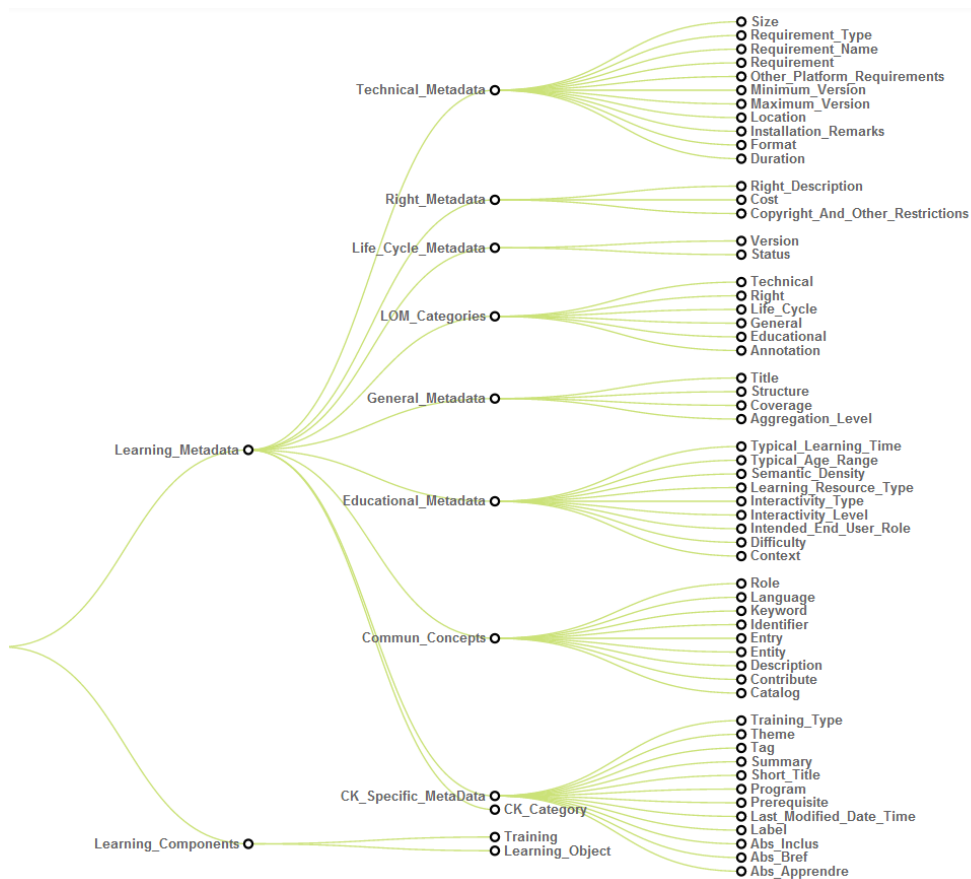 Size
Requirement_Type
Requirement_Name
Requirement
Other_Platform_Requirements
Technical_Metadata
Minimum_Version
Maximum_Version
Location
Installation_Remarks
Format
Duration
Right_Description
Right_Metadata
Cost
Copyright_And_Other_Restrictions
Version
Life_Cycle_Metadata
Status
Technical
Right
Life_Cycle
LOM_Categories
General
Educational
Annotation
Title
Structure
General_Metadata
Coverage
Aggregation_Level
Learning_Metadata
Typical_Learning_Time
Typical_Age_Range
Semantic_Density
Learning_Resource_Type
Educational_Metadata
Interactivity_Type
Interactivity_Level
Intended_End_User_Role
Difficulty
Context
Role
Language
Keyword
Identifier
Commun_Concepts
Entry
Entity
Description
Contribute
Catalog
Training_Type
Theme
Tag
Summary
Short_Title
Program
CK_Specific_MetaData
Prerequisite
CK_Category
Last_Modified_Date_Time
Label
Training
Learning_Components
Abs_Inclus
Learning_Object
Abs_Bref
Abs_Apprendre